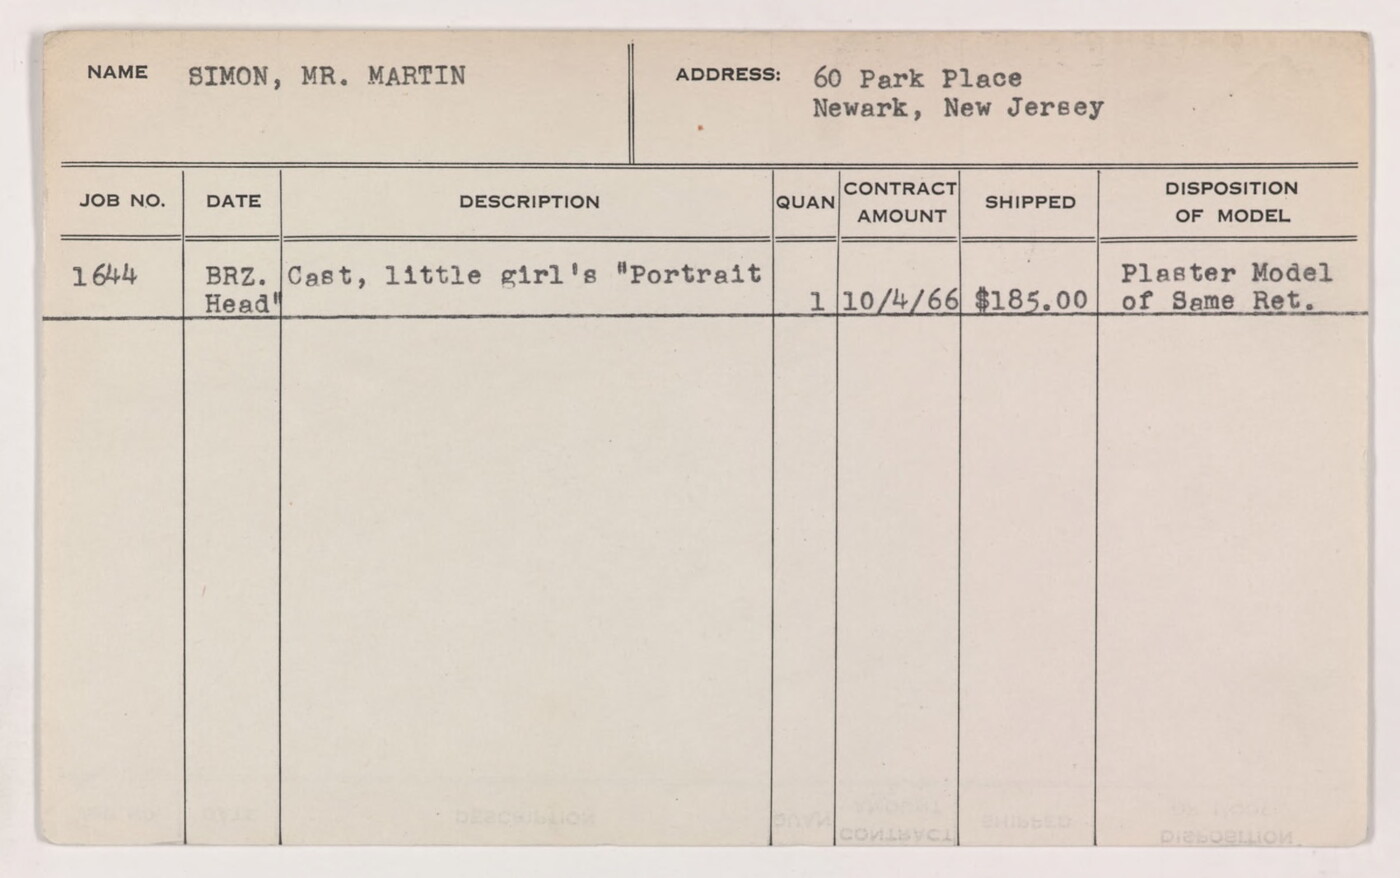 NAME SIMON, MR. MARTIN ADDRESS: 60 Park Place
Newark, New Jersey
JOB NO. DATE DESCRIPTION QUAN CONTRACT AMOUNT SHIPPED DISPOSITION OF MODEL
1644 BRZ. Cast, little girl's "Portrait Plaster Model
Head" 1 10/4/66 $185.00 of Same Ret.